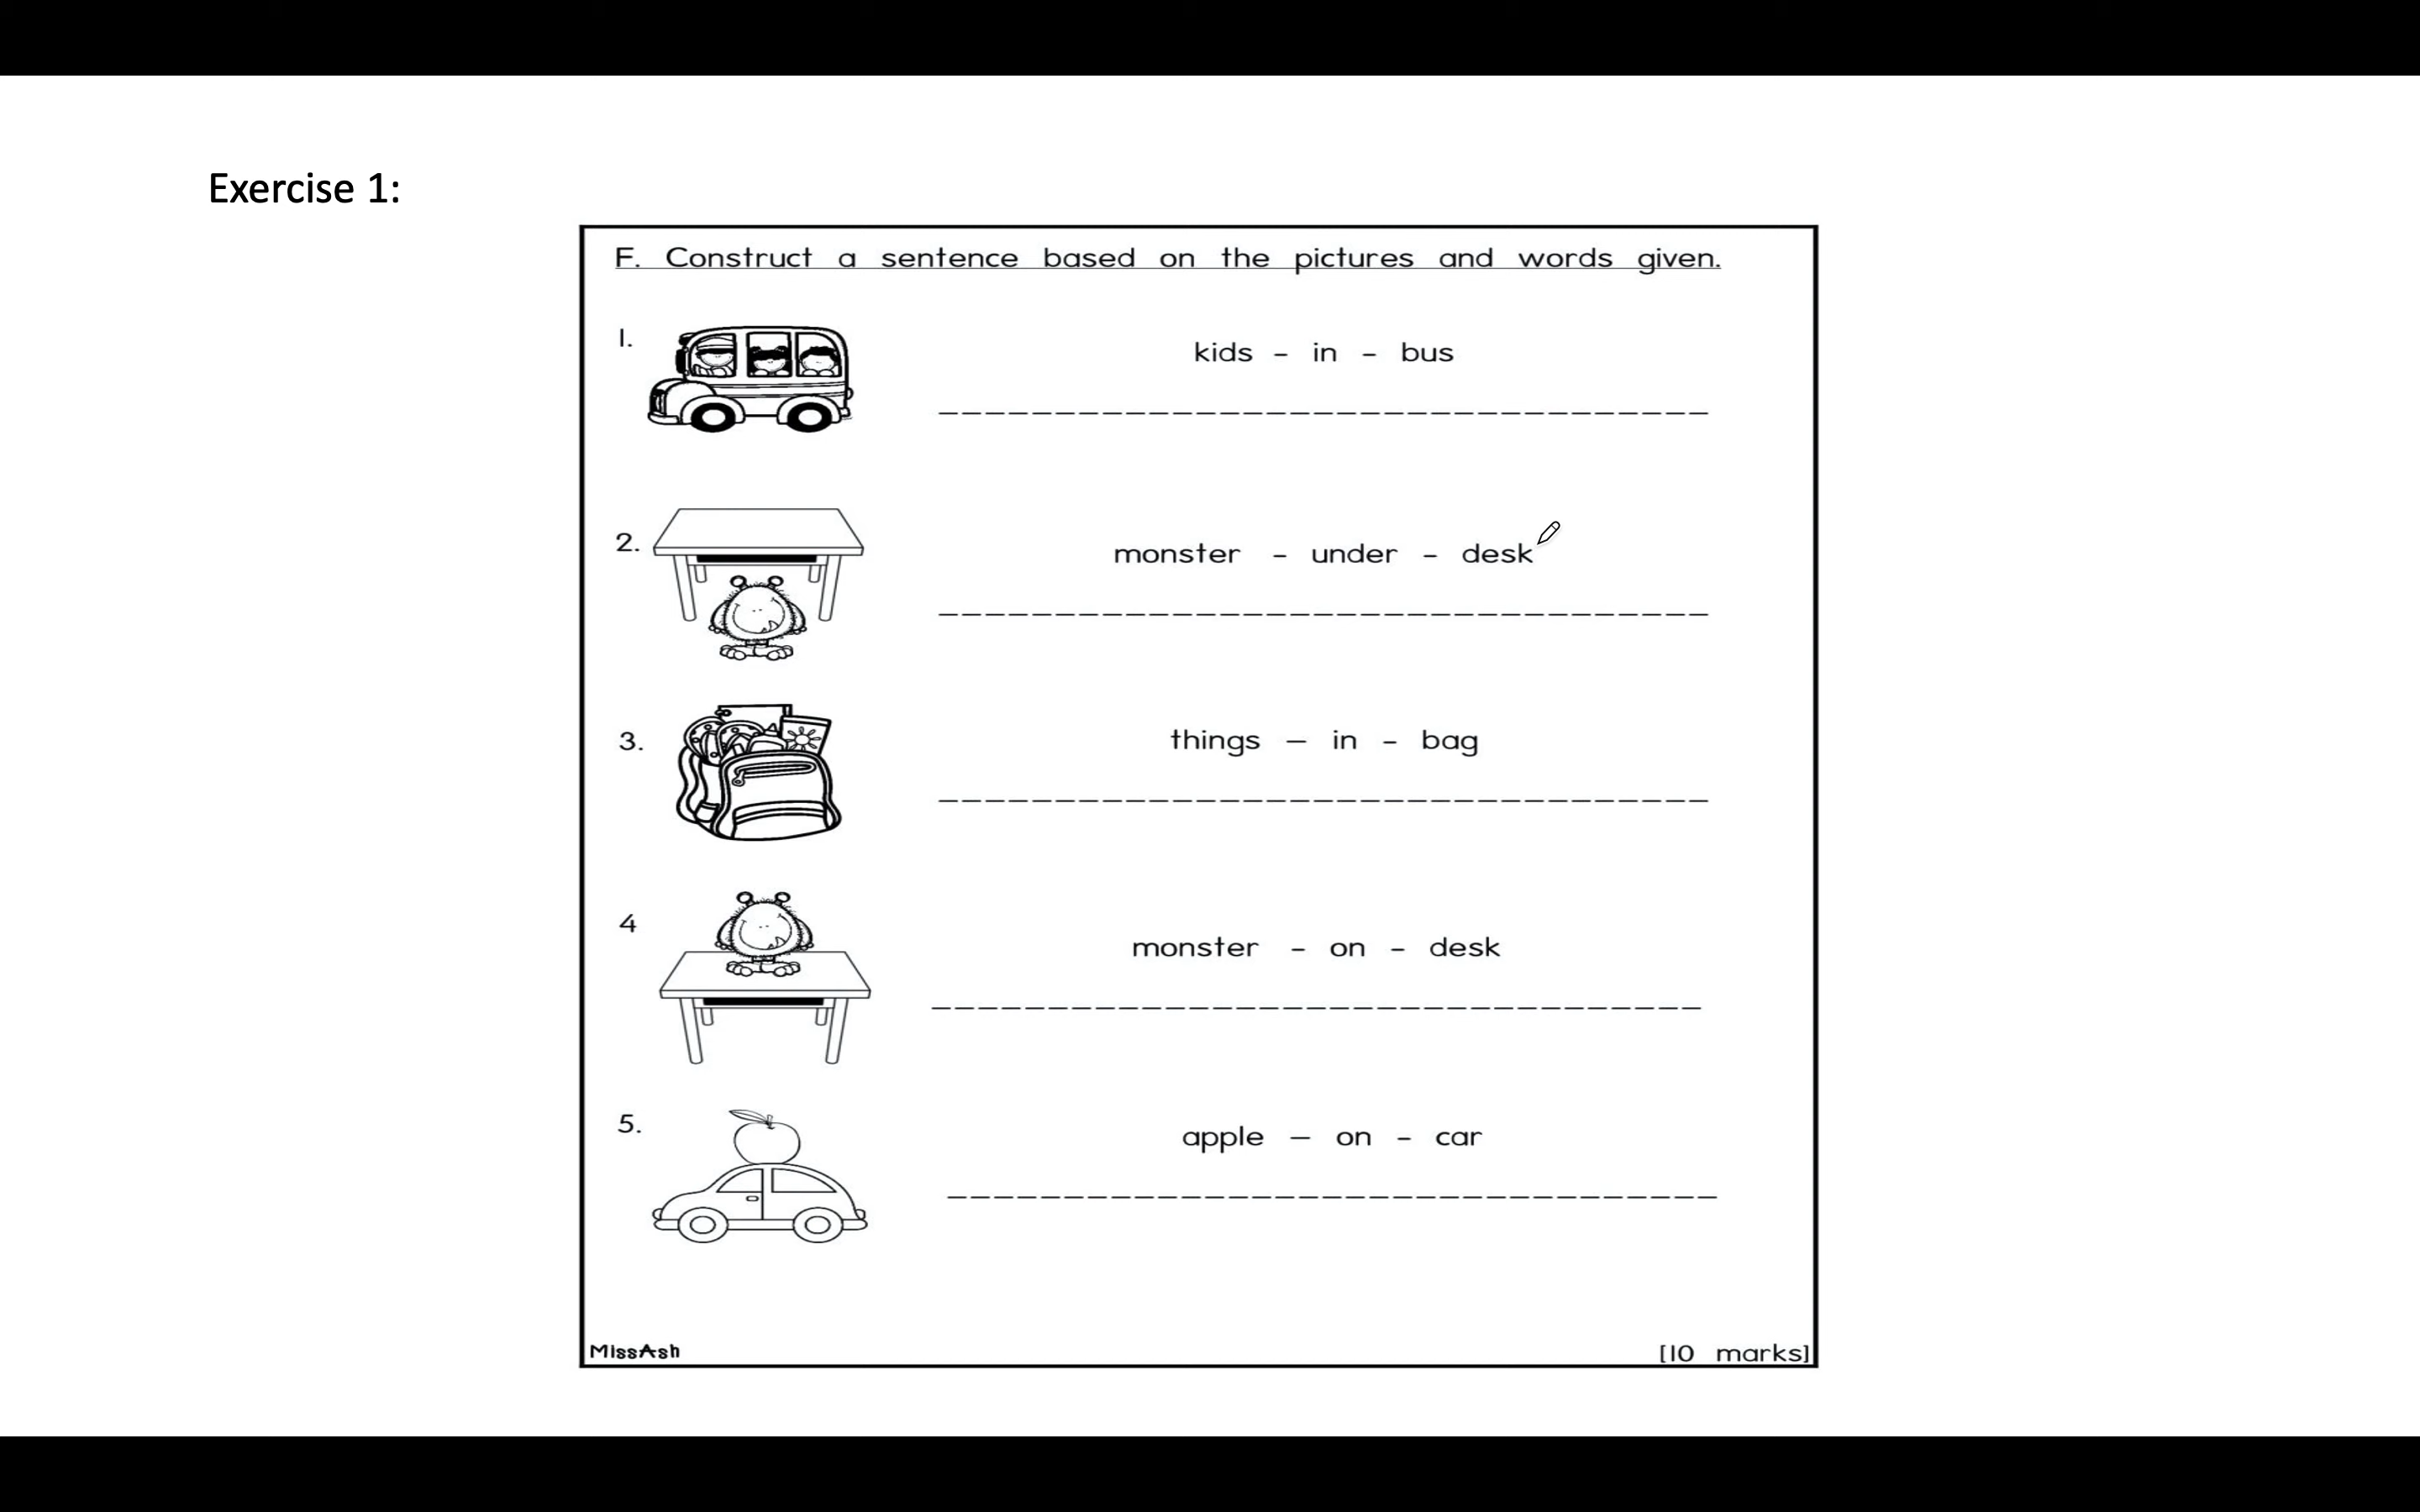 Exercise 1:
F. Construct a sentence based on the pictures and words given.
1.
kids - in - bus
2.
monster - under - desk
3.
things – in - bag
4
monster - on - desk
5.
apple – on - car
MissAsh
[10 marks]